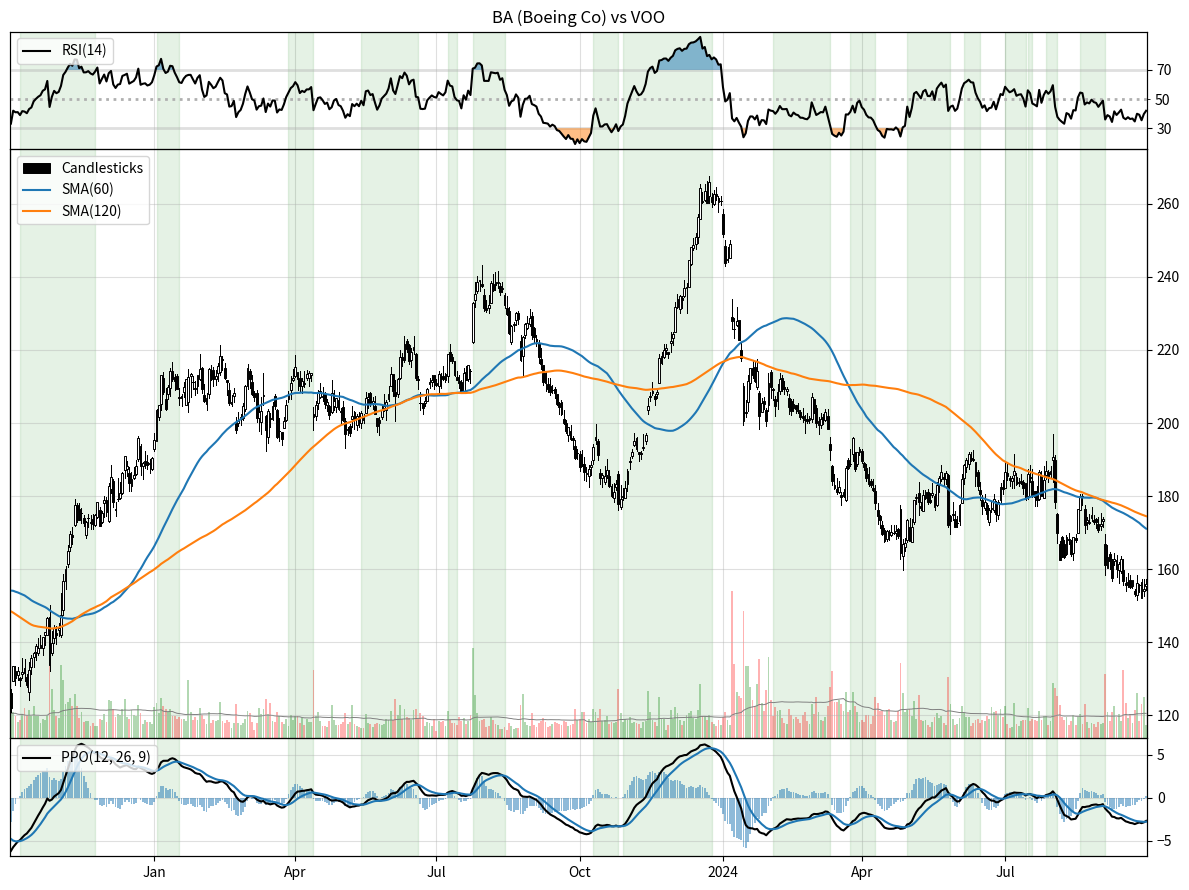 BA (Boeing Co) vs VOO
RSI(14)
70
50
30
Candlesticks
SMA(60)
SMA(120)
260
240
220
200
180
160
140
120
PPO(12, 26, 9)
5
0
−5
Jan Apr Jul Oct 2024 Apr Jul